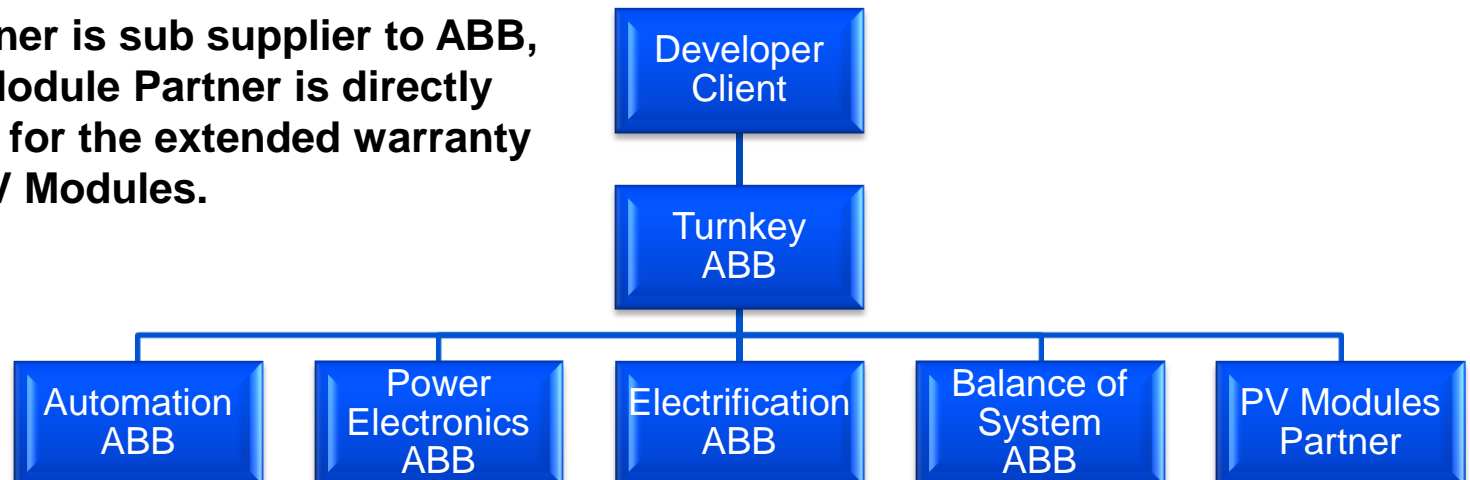 ner is sub supplier to ABB,
Module Partner is directly
for the extended warranty
V Modules.
Developer
Client
Turnkey
ABB
Automation
ABB
Power
Electronics
ABB
Electrification
ABB
Balance of
System
ABB
PV Modules
Partner